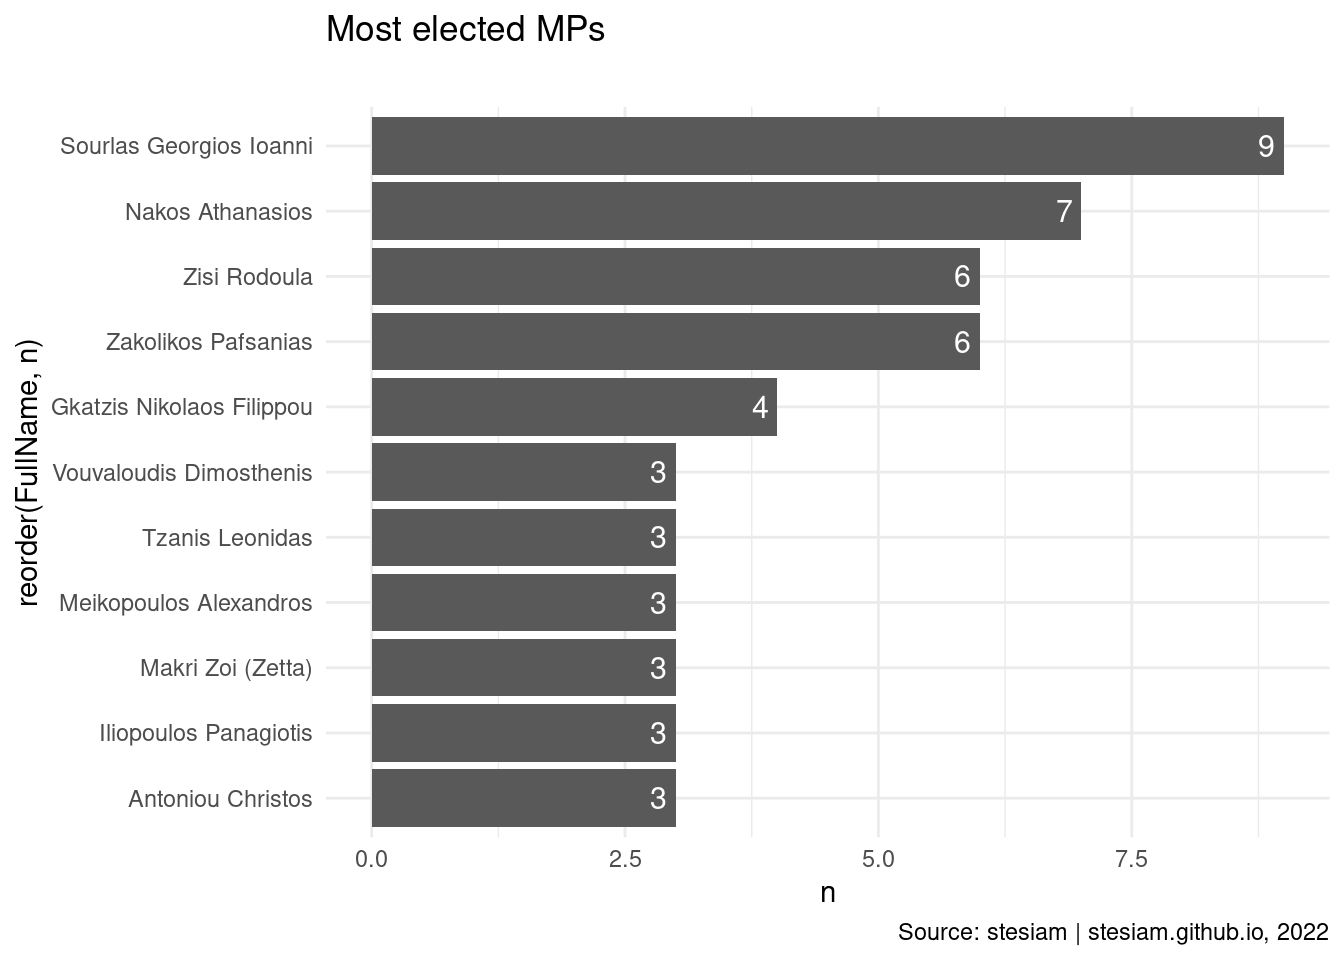 Most elected MPs
reorder(FullName, n)
Sourlas Georgios Ioanni 9
Nakos Athanasios 7
Zisi Rodoula 6
Zakolikos Pafsanias 6
Gkatzis Nikolaos Filippou 4
Vouvaloudis Dimosthenis 3
Tzanis Leonidas 3
Meikopoulos Alexandros 3
Makri Zoi (Zetta) 3
Iliopoulos Panagiotis 3
Antoniou Christos 3
0.0 2.5 5.0 7.5
n
Source: stesiam | stesiam.github.io, 2022